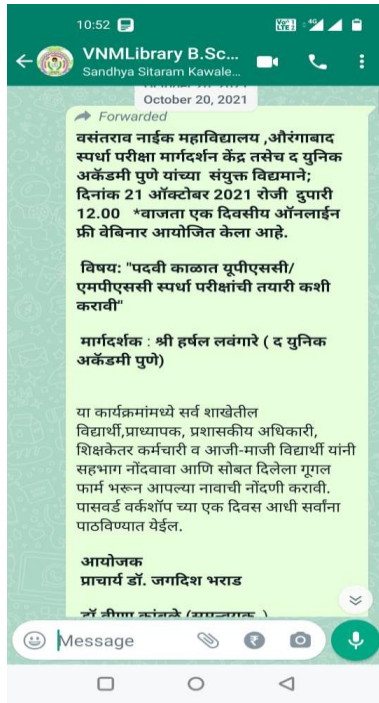 10:52
VNMLibrary B.Sc...
Sandhya Sitaram Kawale...
October 20, 2021
Forwarded
वसंतराव नाईक महाविद्यालय ,औरंगाबाद
स्पर्धा परीक्षा मार्गदर्शन केंद्र तसेच द युनिक
अकॅडमी पुणे यांच्या संयुक्त विद्यमाने;
दिनांक 21 ऑक्टोबर 2021 रोजी दुपारी
12.00 *वाजता एक दिवसीय ऑनलाईन
फ्री वेबिनार आयोजित केला आहे.
विषय: "पदवी काळात यूपीएससी/
एमपीएससी स्पर्धा परीक्षांची तयारी कशी
करावी"
मार्गदर्शक : श्री हर्षल लवंगारे ( द युनिक
अकॅडमी पुणे)
या कार्यक्रमांमध्ये सर्व शाखेतील
विद्यार्थी,प्राध्यापक, प्रशासकीय अधिकारी,
शिक्षकेतर कर्मचारी व आजी-माजी विद्यार्थी यांनी
सहभाग नोंदवावा आणि सोबत दिलेला गूगल
फार्म भरून आपल्या नावाची नोंदणी करावी.
पासवर्ड वर्कशॉप च्या एक दिवस आधी सर्वांना
पाठविण्यात येईल.
आयोजक
प्राचार्य डॉ. जगदिश भराड
डॉ वीणा कांबळे (समन्वयक )
Message